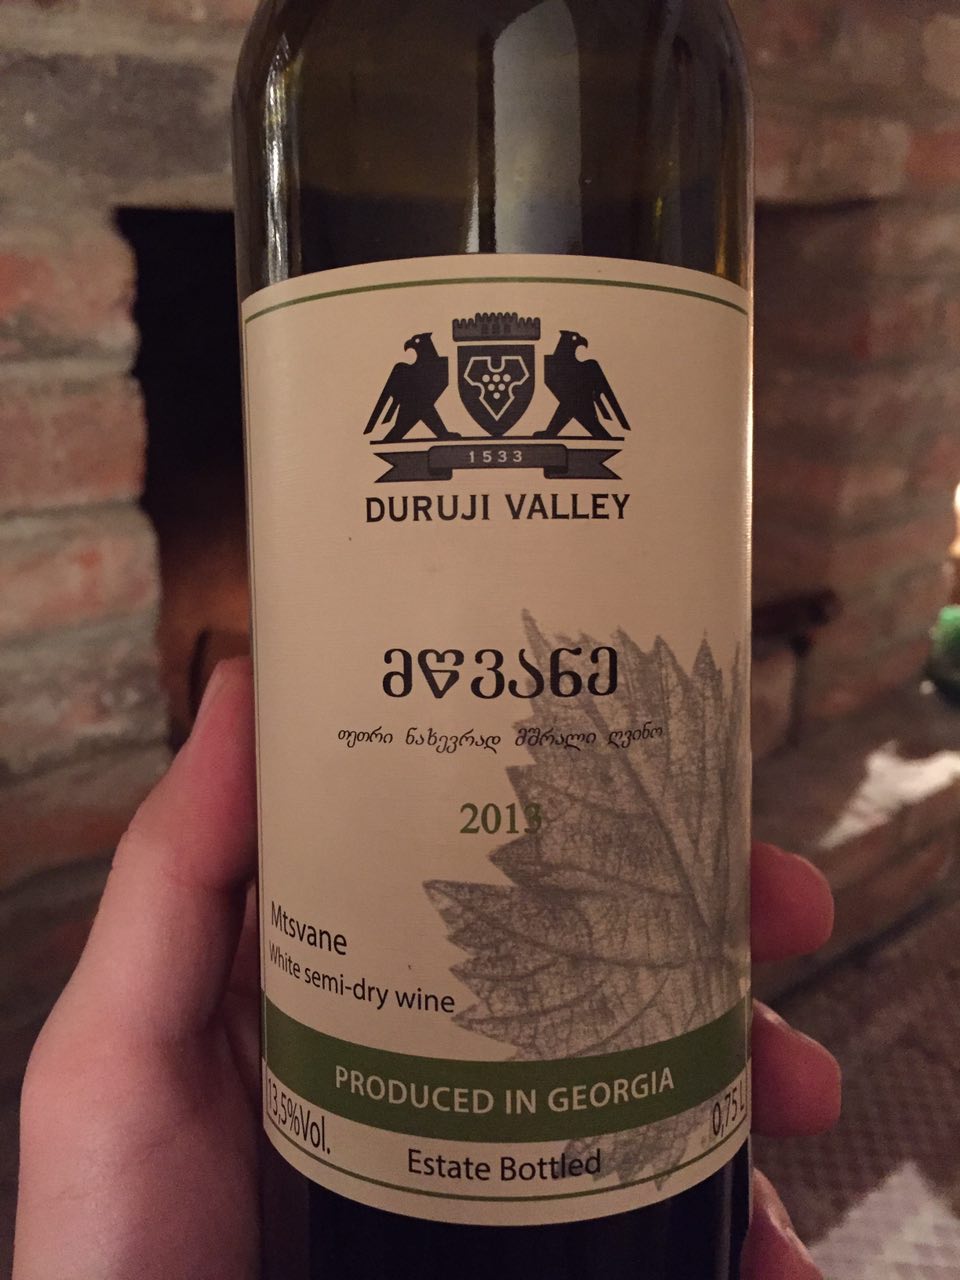 1533
DURUJI VALLEY
მწვანე
თეთრი ნახევრად მშრალი ღვინო
2013
Mtsvane
White semi-dry wine
PRODUCED IN GEORGIA
13,5%Vol.
0,75 L
Estate Bottled